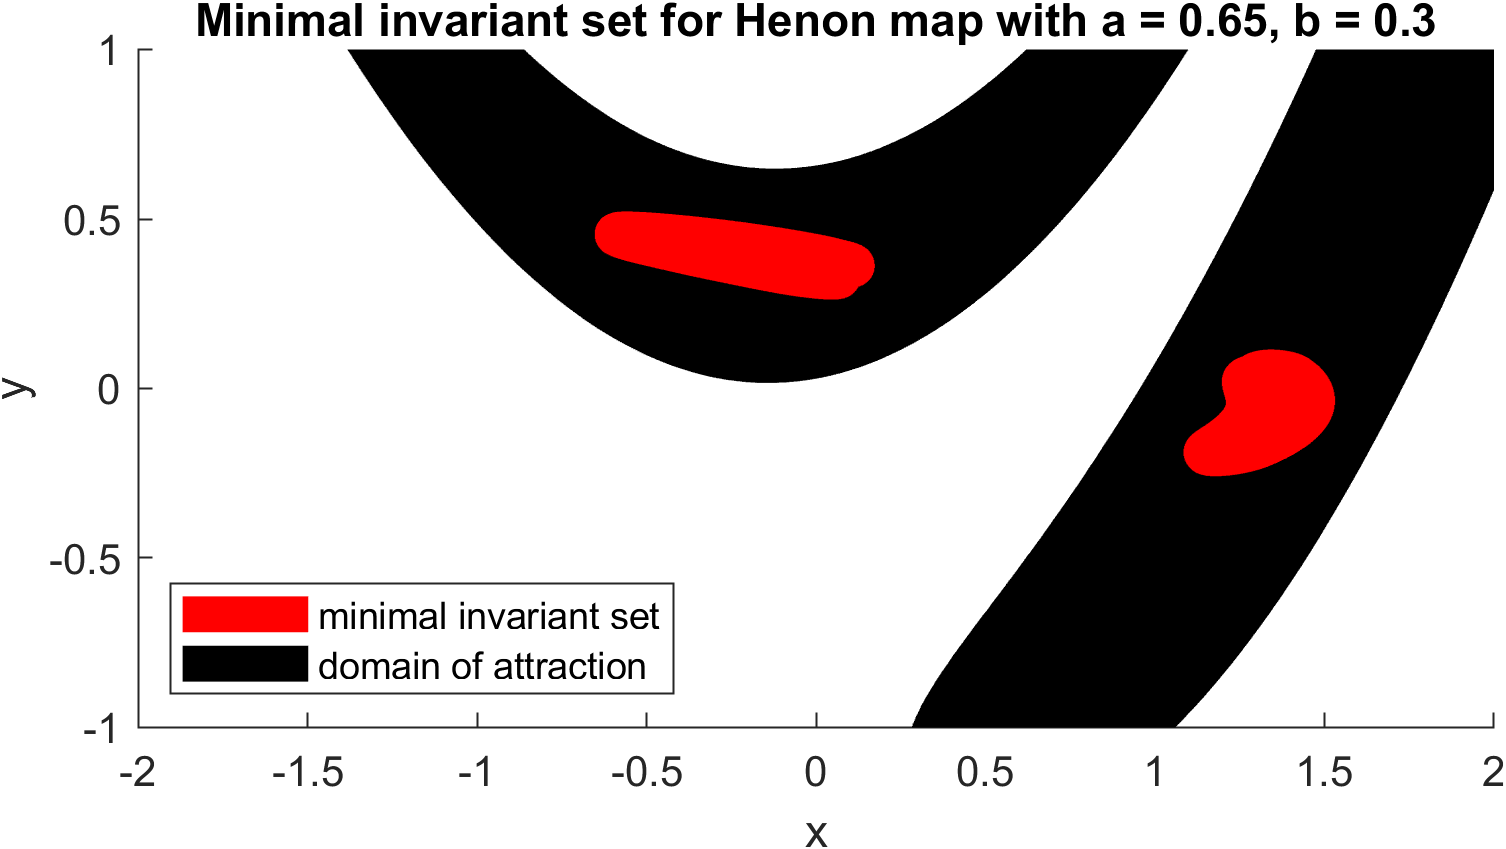 Minimal invariant set for Henon map with a = 0.65, b = 0.3
1
0.5
0
-0.5
-1
y
minimal invariant set
domain of attraction
-2
-1.5
-1
-0.5
0
0.5
1
1.5
2
x